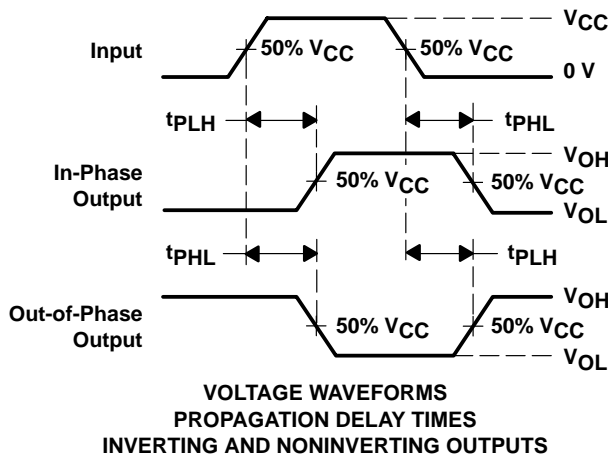 VCC
Input
50% VCC
50% VCC
0 V
tPLH
tPHL
VOH
In-Phase
Output
50% VCC
50% VCC
VOL
tPHL
tPLH
VOH
Out-of-Phase
Output
50% VCC
50% VCC
VOL
VOLTAGE WAVEFORMS
PROPAGATION DELAY TIMES
INVERTING AND NONINVERTING OUTPUTS